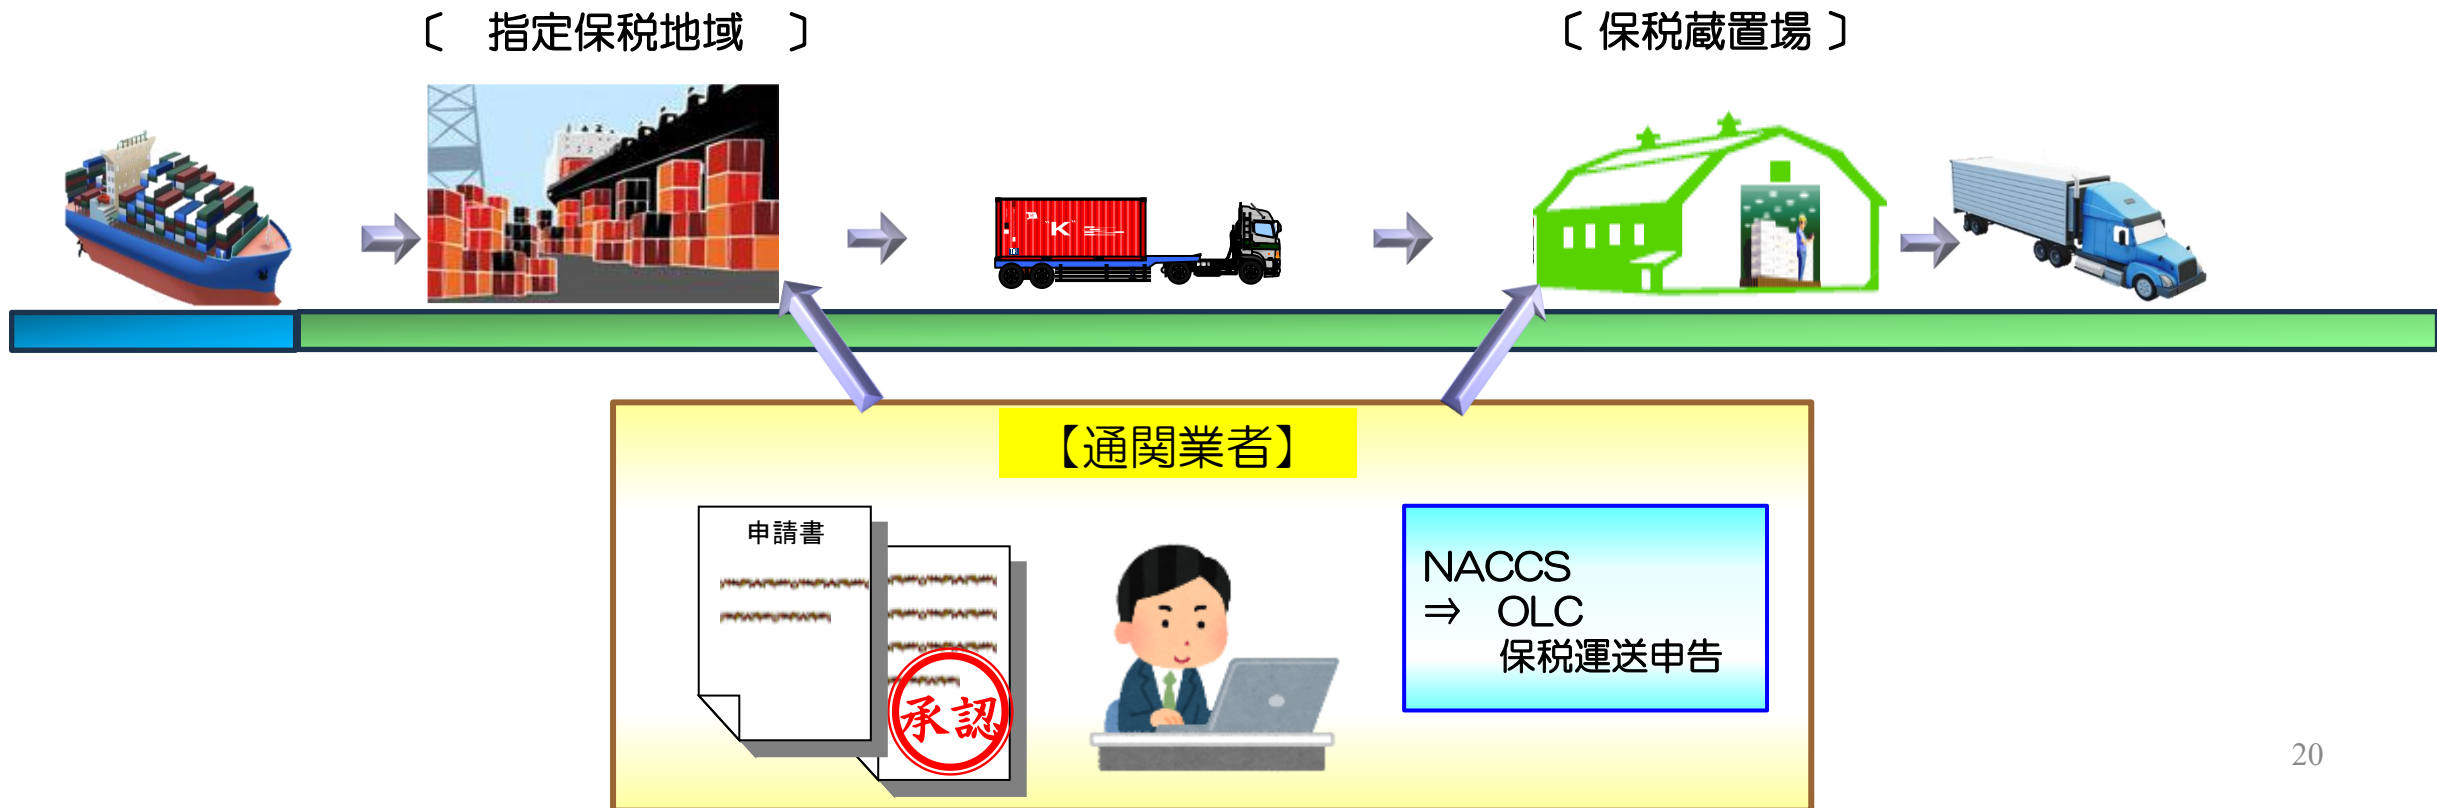 〔　指定保税地域　〕
〔 保税蔵置場 〕
"K"
【通関業者】
申請書
承認
NACCS
⇒　OLC
保税運送申告
20